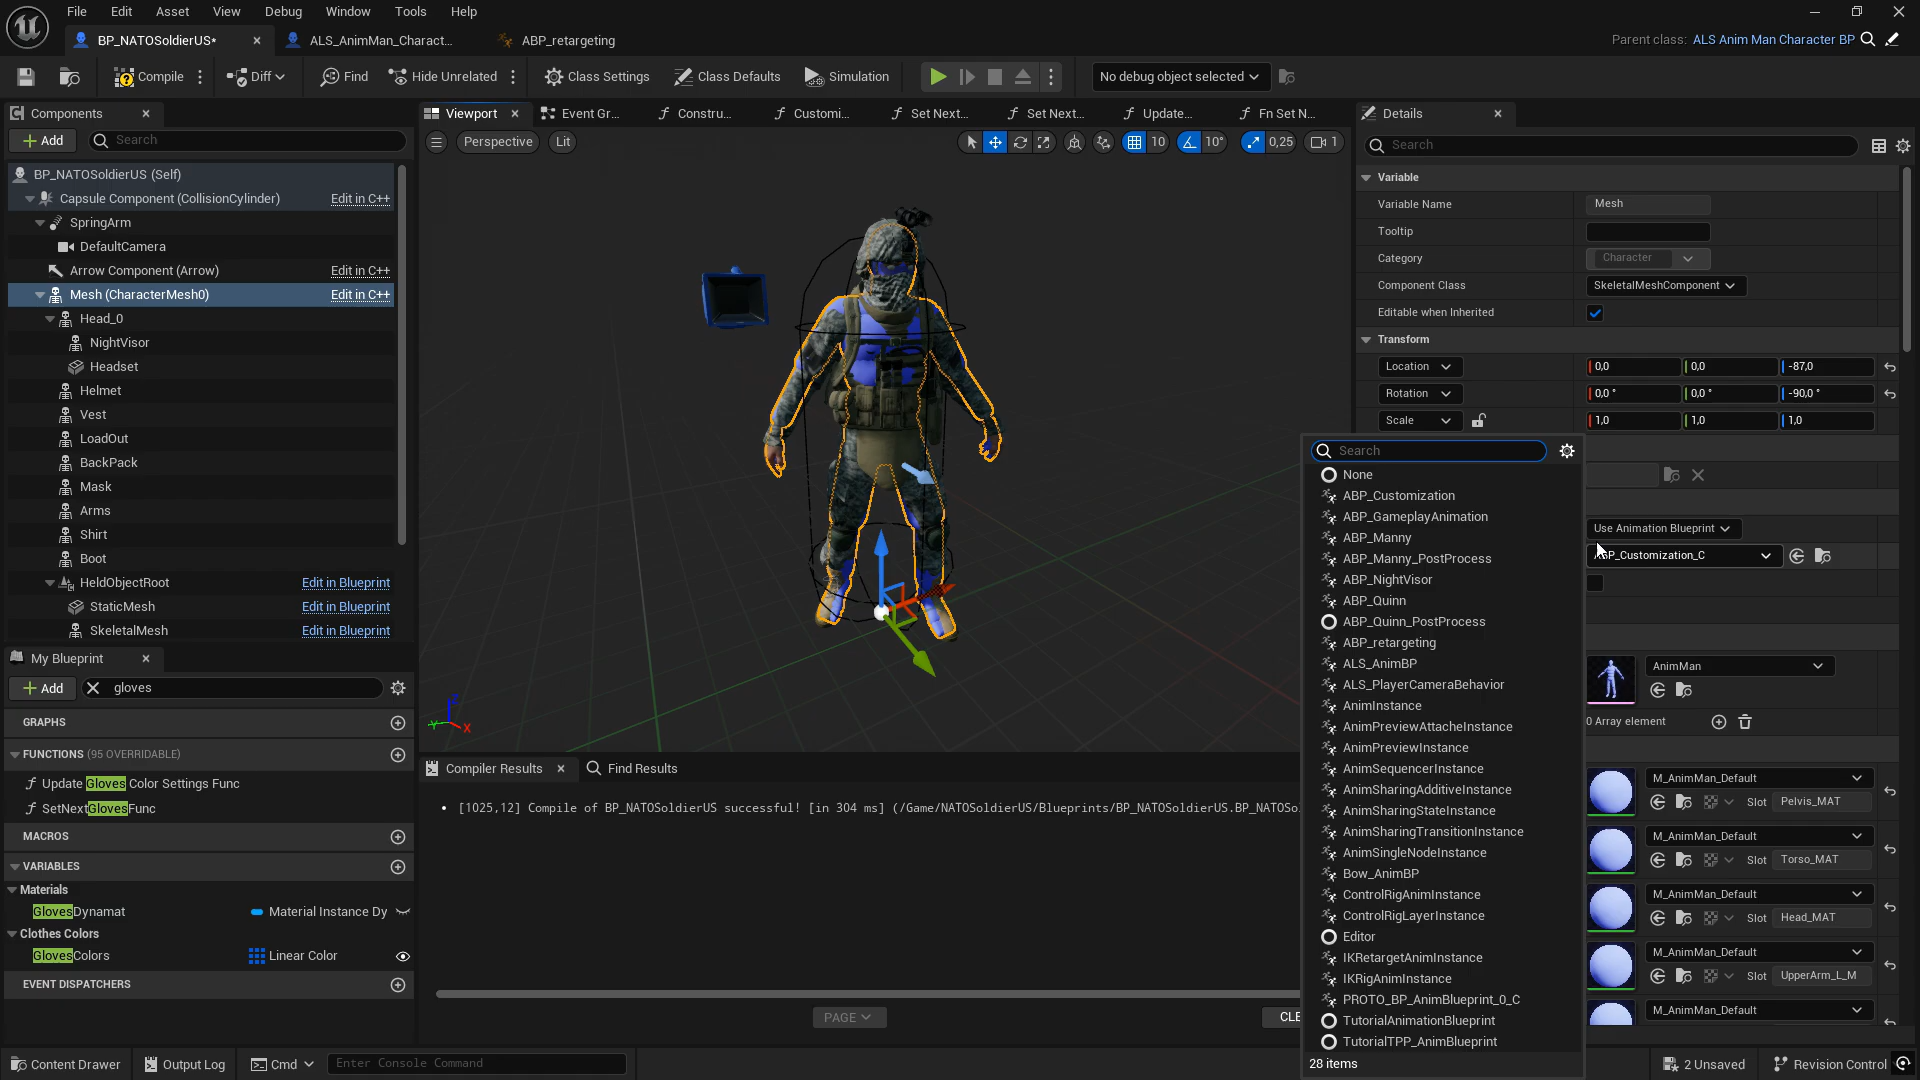 File Edit Asset View Debug Window Tools Help
BP_NATOSoldierUS* ALS_AnimMan_Charact... ABP_retargeting
Parent class: ALS Anim Man Character BP
Compile Diff Find Hide Unrelated Class Settings Class Defaults Simulation No debug object selected
Components
Add Search
BP_NATOSoldierUS (Self)
Capsule Component (CollisionCylinder) Edit in C++
SpringArm
DefaultCamera
Arrow Component (Arrow) Edit in C++
Mesh (CharacterMesh0) Edit in C++
Head_0
NightVisor
Headset
Helmet
Vest
LoadOut
BackPack
Mask
Arms
Shirt
Boot
HeldObjectRoot Edit in Blueprint
StaticMesh Edit in Blueprint
SkeletalMesh Edit in Blueprint
My Blueprint
Add gloves
GRAPHS
FUNCTIONS (95 OVERRIDABLE)
Update Gloves Color Settings Func
SetNextGlovesFunc
MACROS
VARIABLES
Materials
GlovesDynamat Material Instance Dy
Clothes Colors
GlovesColors Linear Color
EVENT DISPATCHERS
Viewport Event Gr... Constru... Customi... Set Next... Set Next... Update... Fn Set N...
Perspective Lit 10 10° 0,25 1
Z
Y X
Compiler Results Find Results
[1025,12] Compile of BP_NATOSoldierUS successful! [in 304 ms] (/Game/NATOSoldierUS/Blueprints/BP_NATOSoldierUS.BP_NATOSo
PAGE CLE
Details
Search
Variable
Variable Name Mesh
Tooltip
Category Character
Component Class SkeletalMeshComponent
Editable when Inherited
Transform
Location 0,0 0,0 -87,0
Rotation 0,0 ° 0,0 ° -90,0 °
Scale 1,0 1,0 1,0
Search
None
ABP_Customization
ABP_GameplayAnimation
ABP_Manny
ABP_Manny_PostProcess
ABP_NightVisor
ABP_Quinn
ABP_Quinn_PostProcess
ABP_retargeting
ALS_AnimBP
ALS_PlayerCameraBehavior
AnimInstance
AnimPreviewAttacheInstance
AnimPreviewInstance
AnimSequencerInstance
AnimSharingAdditiveInstance
AnimSharingStateInstance
AnimSharingTransitionInstance
AnimSingleNodeInstance
Bow_AnimBP
ControlRigAnimInstance
ControlRigLayerInstance
Editor
IKRetargetAnimInstance
IKRigAnimInstance
PROTO_BP_AnimBlueprint_0_C
TutorialAnimationBlueprint
TutorialTPP_AnimBlueprint
28 items
Use Animation Blueprint
ABP_Customization_C
AnimMan
0 Array element
M_AnimMan_Default
Slot Pelvis_MAT
M_AnimMan_Default
Slot Torso_MAT
M_AnimMan_Default
Slot Head_MAT
M_AnimMan_Default
Slot UpperArm_L_M
M_AnimMan_Default
Content Drawer Output Log Cmd Enter Console Command 2 Unsaved Revision Control